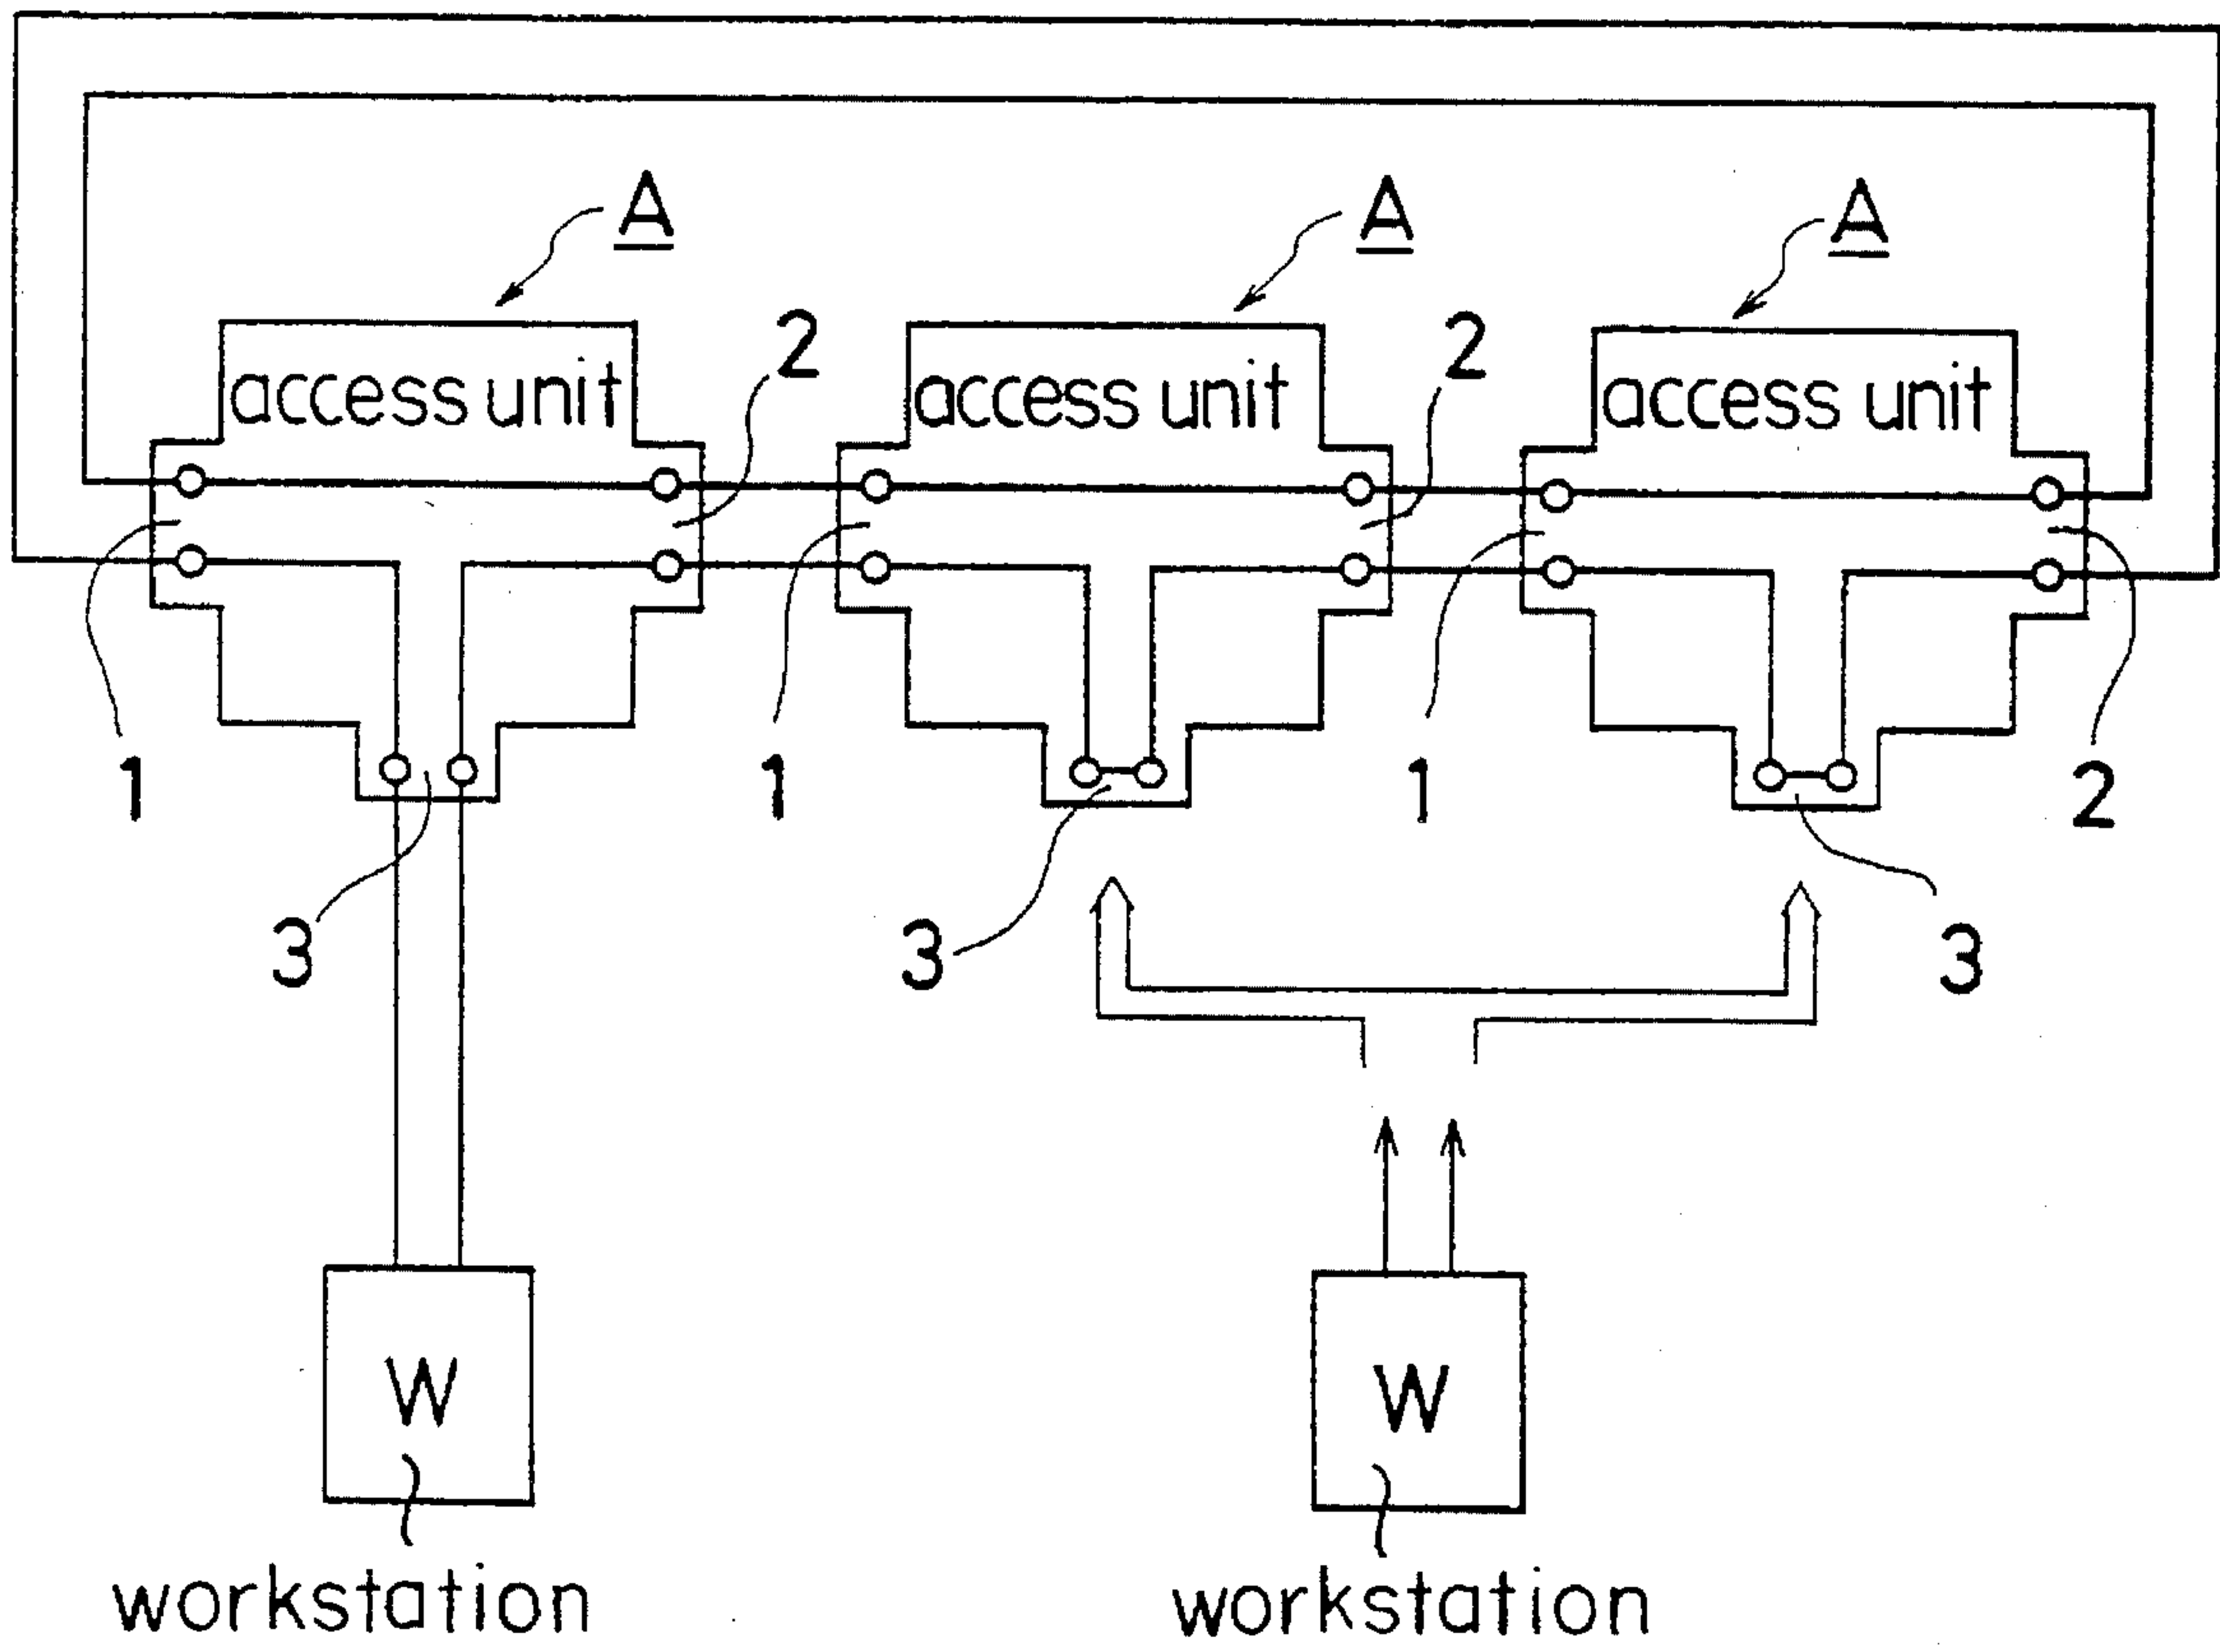 A A A
2 2
access unit access unit access unit
1 1 1 2
3 3 3
W W
workstation workstation